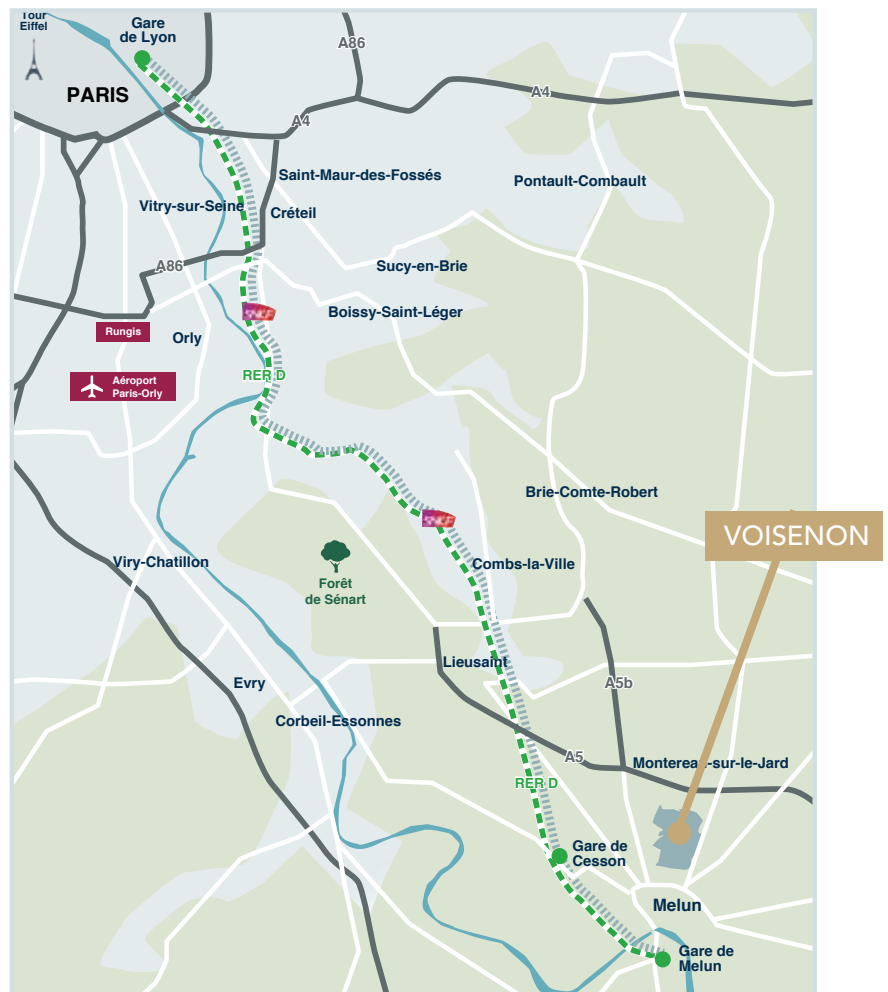 Tour
Eiffel
Gare
de Lyon
A86
PARIS
A4
A4
Saint-Maur-des-Fossés
Pontault-Combault
Vitry-sur-Seine
Créteil
A86
Sucy-en-Brie
SNCF
Boissy-Saint-Léger
Rungis
Orly
RER D
Aéroport
Paris-Orly
Brie-Comte-Robert
SNCF
VOISENON
Viry-Chatillon
Combs-la-Ville
Forêt
de Sénart
Lieusaint
Evry
A5b
Corbeil-Essonnes
A5
Montereau-sur-le-Jard
RER D
Gare de
Cesson
Melun
Gare de
Melun